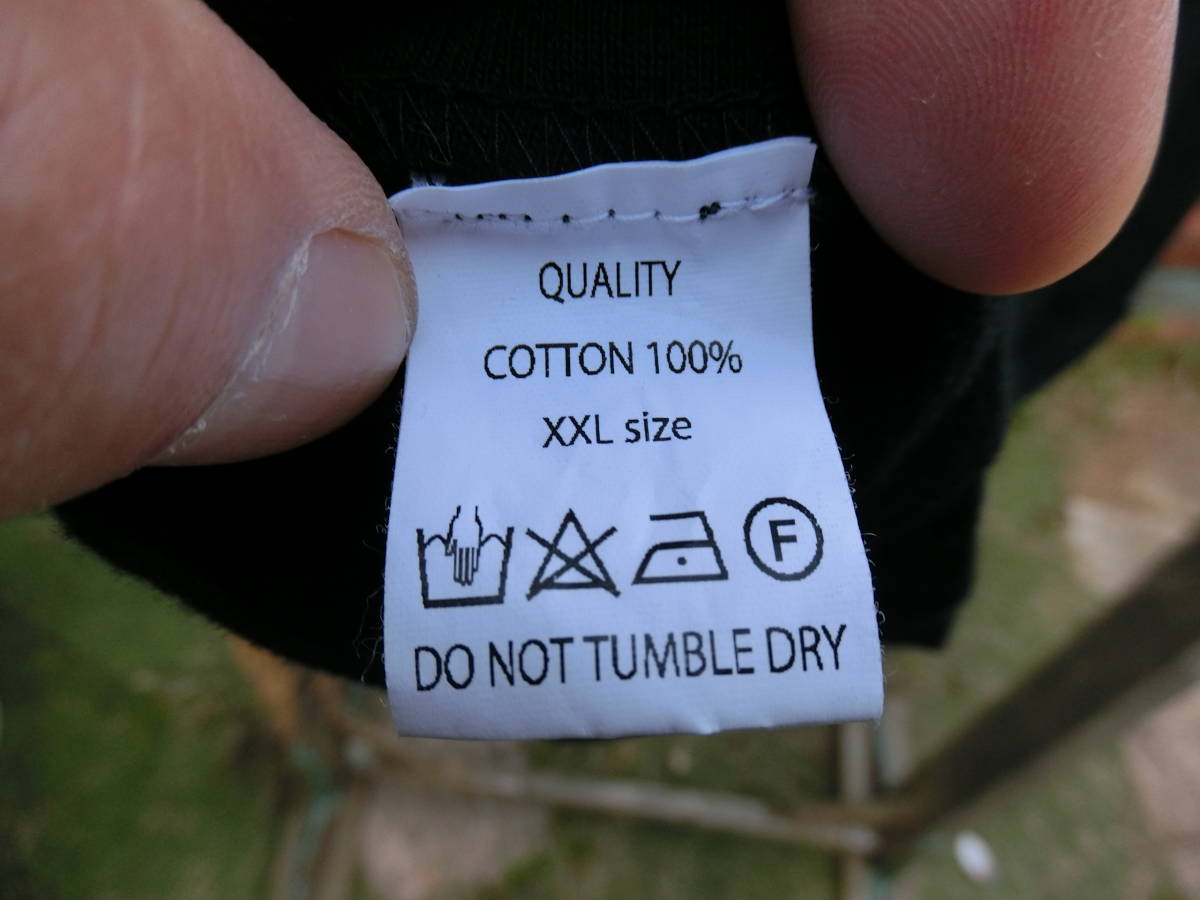 QUALITY
COTTON 100%
XXL size
F
DO NOT TUMBLE DRY